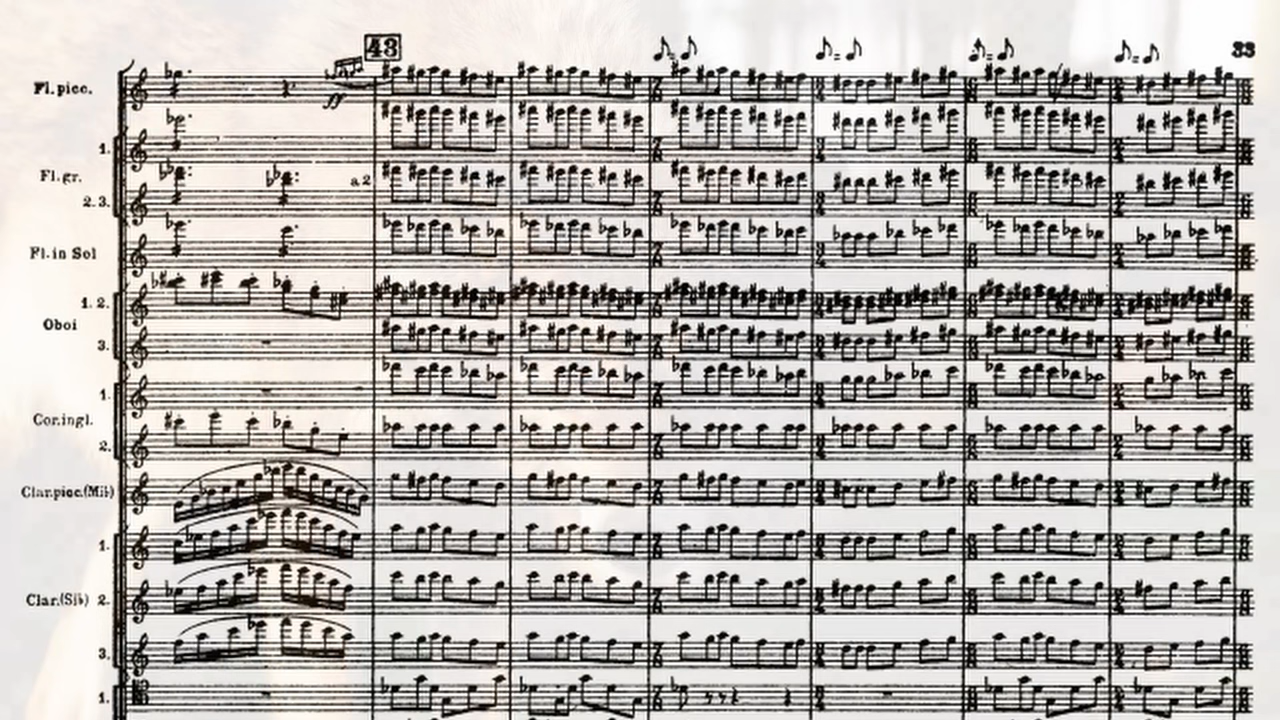 43
33
Fl.picc.
ff
1.
Fl.gr.
a2
2.3.
Fl.in Sol
1.2.
Oboi
3.
1.
Cor.ingl.
2.
Clar.picc.(Mi♭)
1.
Clar.(Si♭) 2.
3.
1.